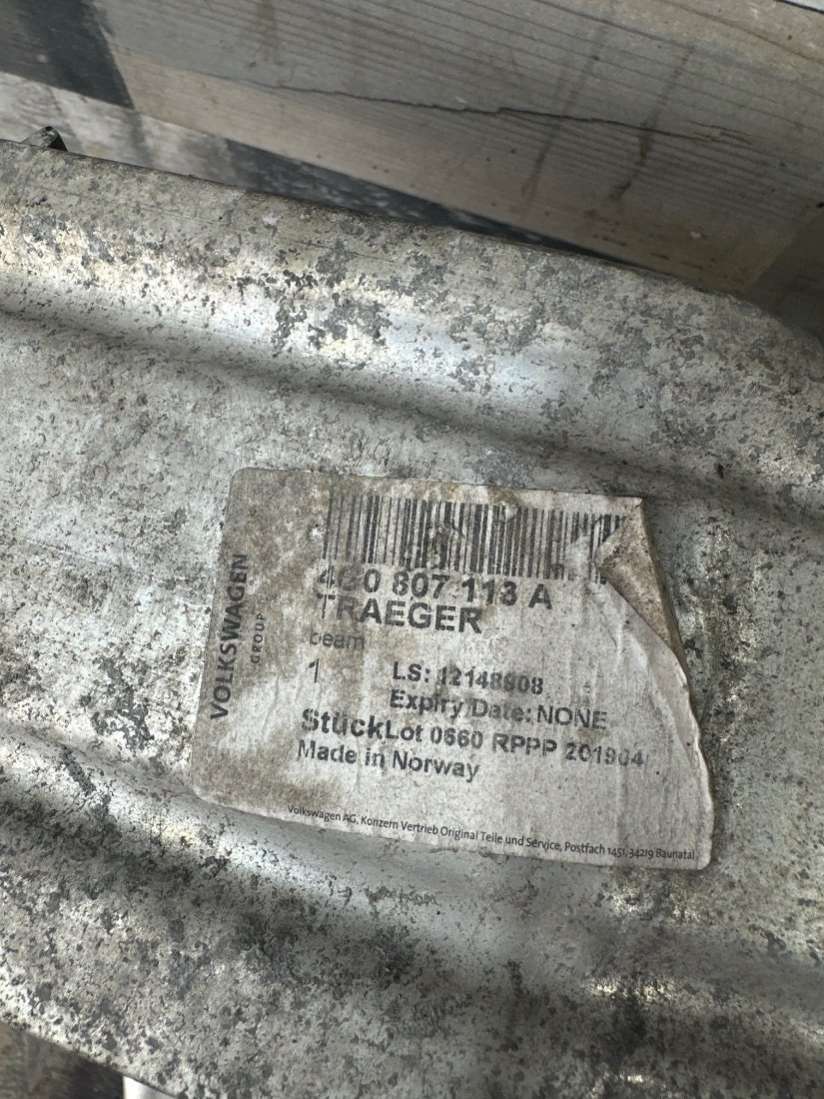 VOLKSWAGEN
GROUP
4G0 807 113 A
TRAEGER
beam
1 LS:
Expiry Date: NONE
Stück Lot 0660 RPPP 201904
Made in Norway
Volkswagen AG, Konzern Vertrieb Original Teile und Service, Postfach 1451, 34219 Baunatal